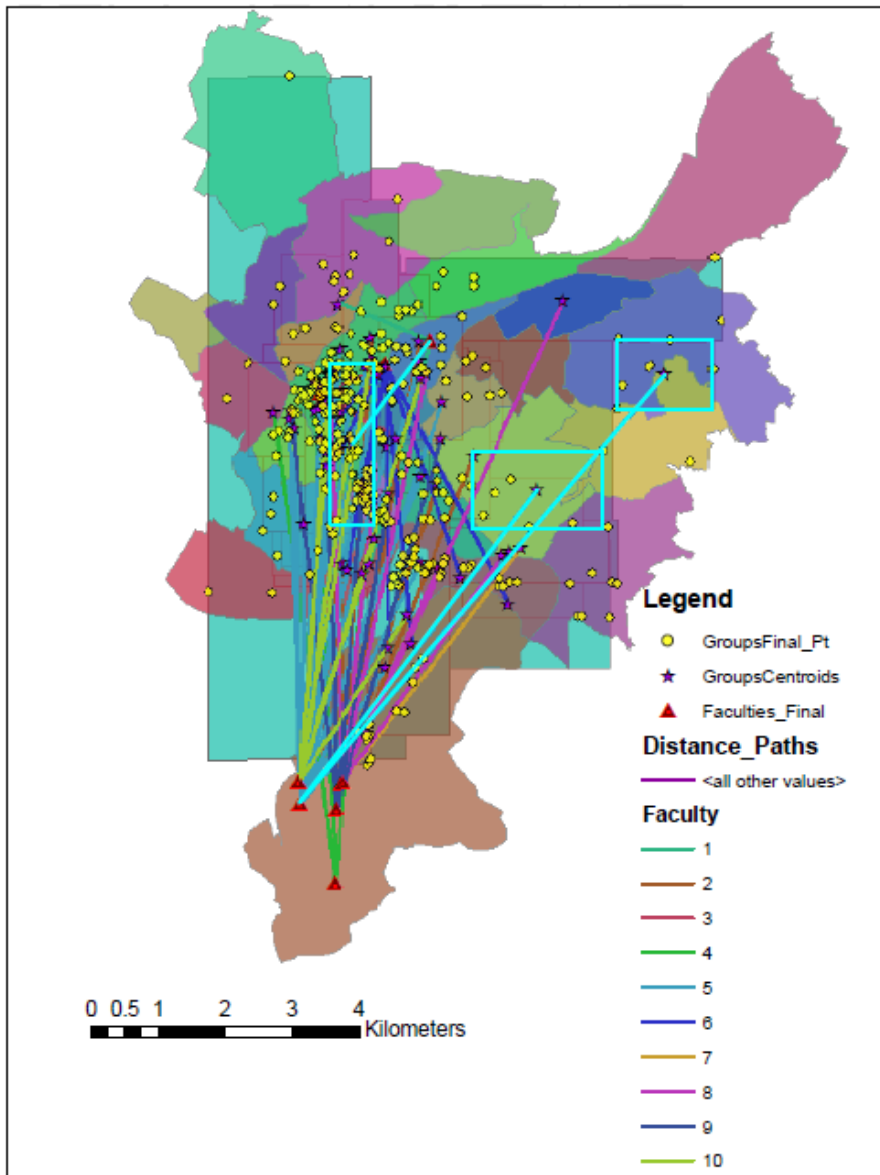 Legend
GroupsFinal_Pt
GroupsCentroids
Faculties_Final
Distance_Paths
<all other values>
Faculty
1
2
3
4
5
6
7
8
9
10
0 0.5 1 2 3 4
Kilometers